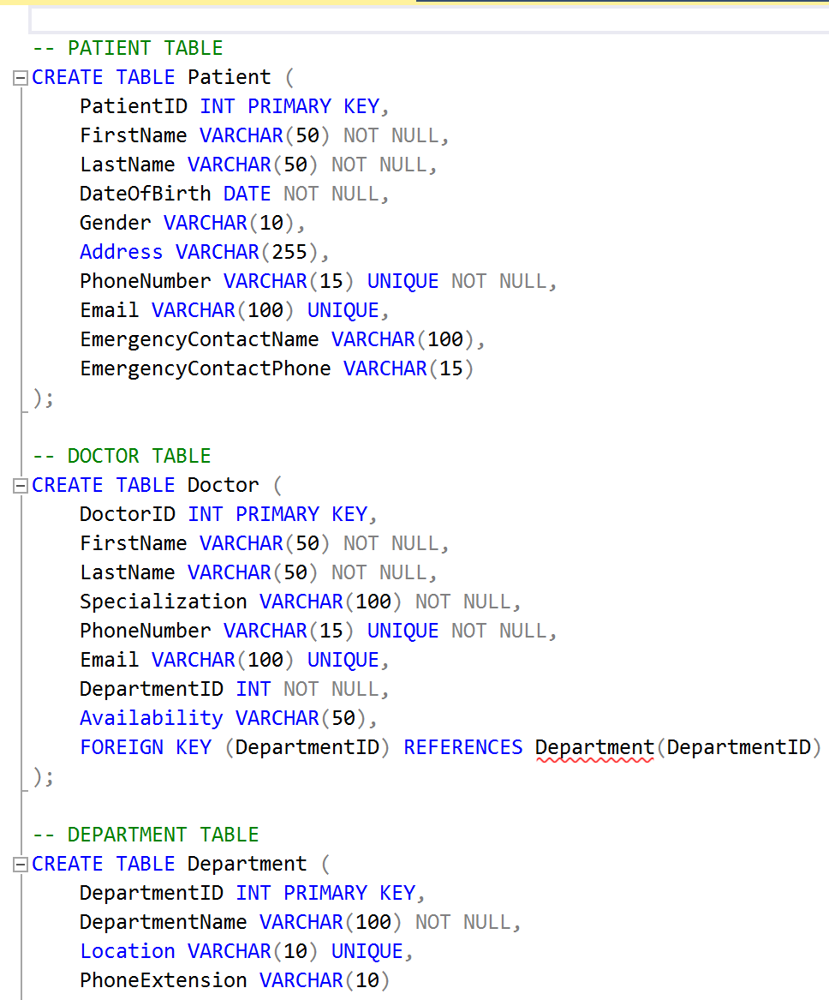 -- PATIENT TABLE
CREATE TABLE Patient (
    PatientID INT PRIMARY KEY,
    FirstName VARCHAR(50) NOT NULL,
    LastName VARCHAR(50) NOT NULL,
    DateOfBirth DATE NOT NULL,
    Gender VARCHAR(10),
    Address VARCHAR(255),
    PhoneNumber VARCHAR(15) UNIQUE NOT NULL,
    Email VARCHAR(100) UNIQUE,
    EmergencyContactName VARCHAR(100),
    EmergencyContactPhone VARCHAR(15)
);
-- DOCTOR TABLE
CREATE TABLE Doctor (
    DoctorID INT PRIMARY KEY,
    FirstName VARCHAR(50) NOT NULL,
    LastName VARCHAR(50) NOT NULL,
    Specialization VARCHAR(100) NOT NULL,
    PhoneNumber VARCHAR(15) UNIQUE NOT NULL,
    Email VARCHAR(100) UNIQUE,
    DepartmentID INT NOT NULL,
    Availability VARCHAR(50),
    FOREIGN KEY (DepartmentID) REFERENCES Department(DepartmentID)
);
-- DEPARTMENT TABLE
CREATE TABLE Department (
    DepartmentID INT PRIMARY KEY,
    DepartmentName VARCHAR(100) NOT NULL,
    Location VARCHAR(10) UNIQUE,
    PhoneExtension VARCHAR(10)